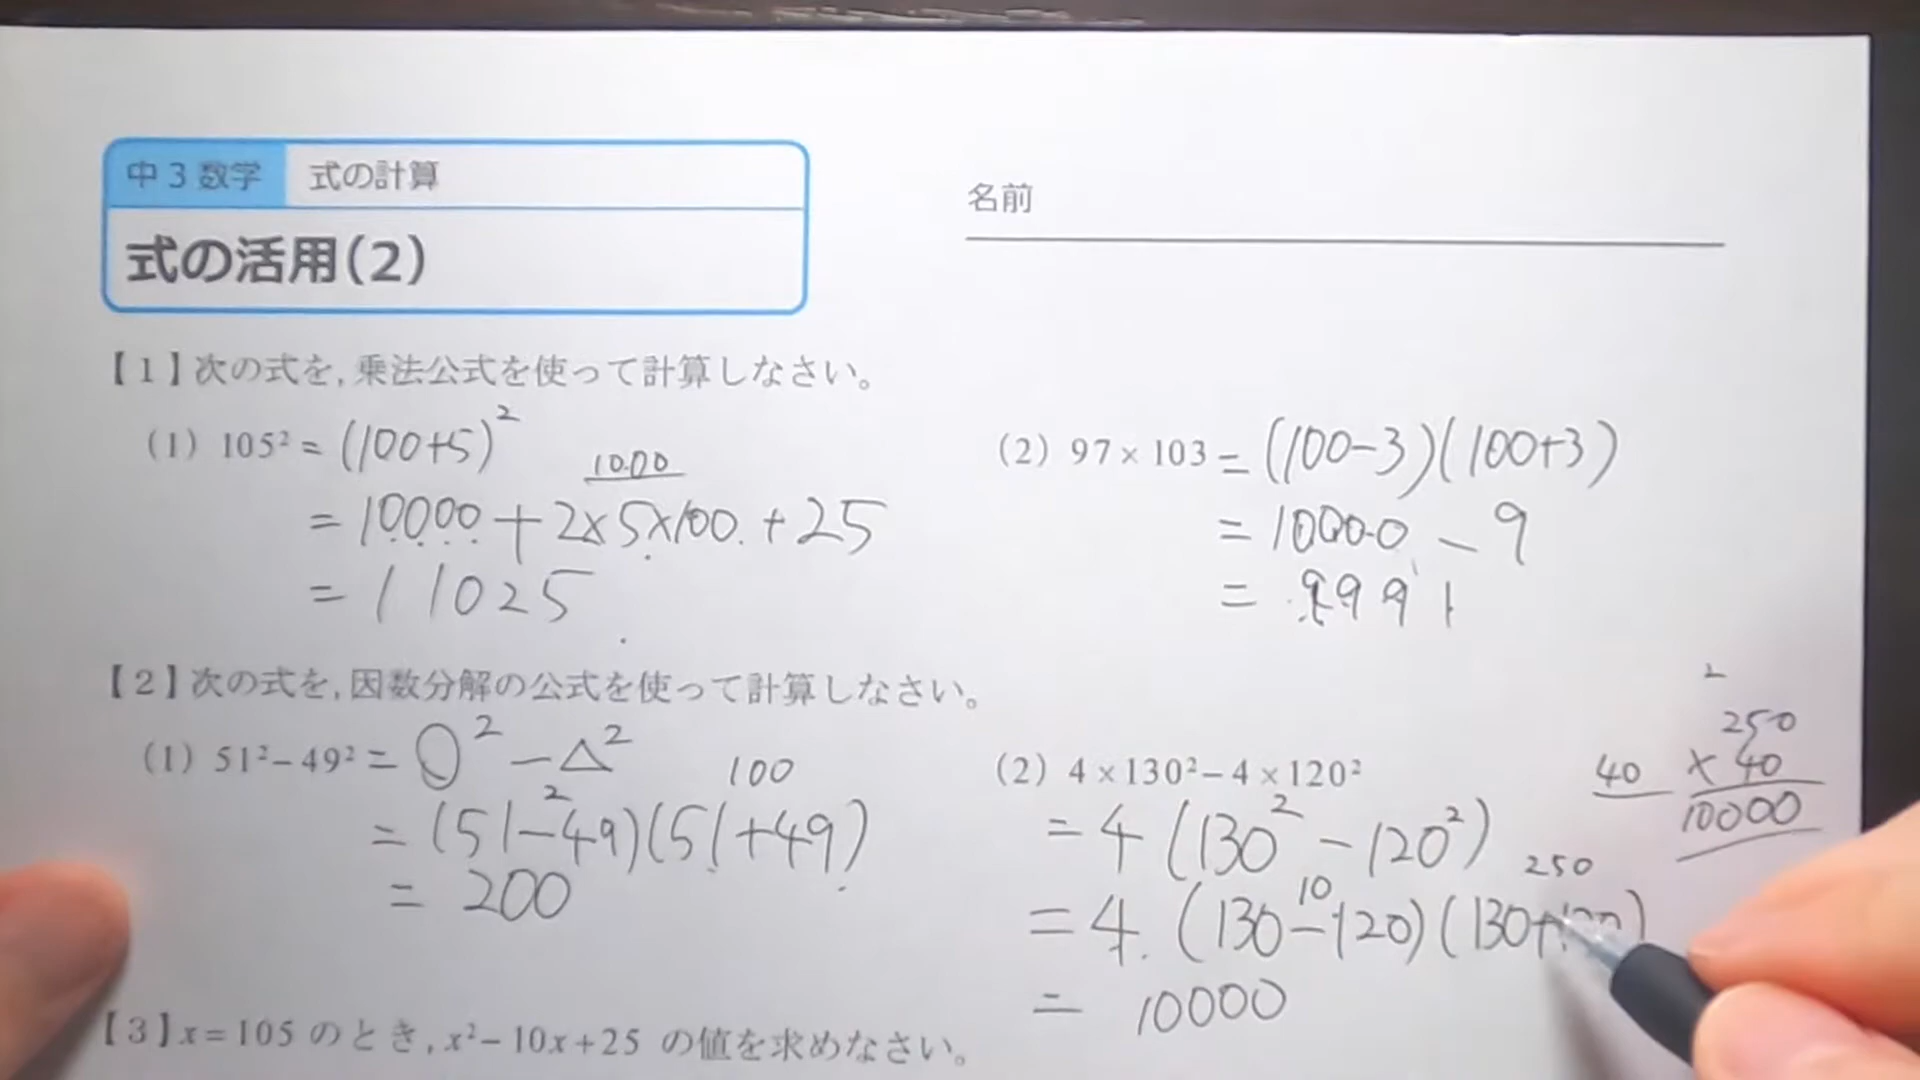 中3数学 式の計算
式の活用(2)
名前
【1】次の式を,乗法公式を使って計算しなさい。
(1) 105² = (100+5)²
1000
= 10000 + 2×5×100 + 25
= 11025
(2) 97×103 = (100-3)(100+3)
= 10000 - 9
= 9991
【2】次の式を,因数分解の公式を使って計算しなさい。
(1) 51²-49² = ○² - △²
2 100
= (51-49)(51+49)
= 200
(2) 4×130²-4×120²
= 4(130² - 120²)
10 250
= 4(130-120)(130+
= 10000
2
250
40 × 40
10000
【3】x=105 のとき,x²-10x+25 の値を求めなさい。